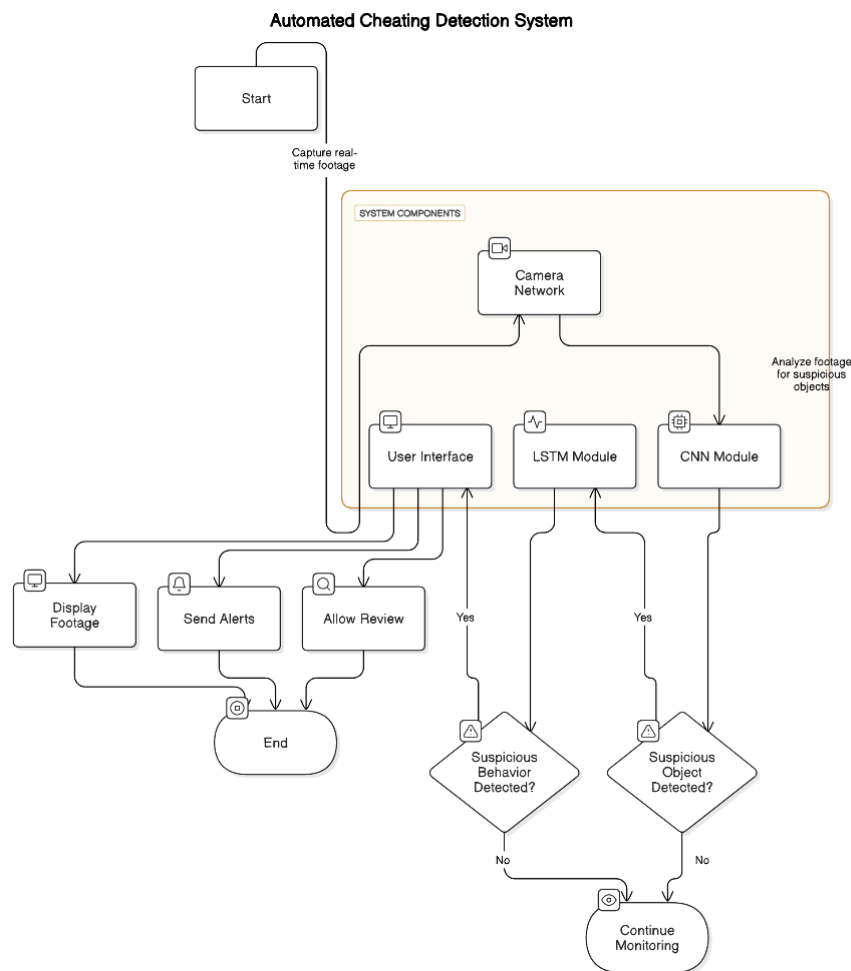 Automated Cheating Detection System
Start
Capture real-
time footage
SYSTEM COMPONENTS
Camera
Network
Analyze footage
for suspicious
objects
User Interface
LSTM Module
CNN Module
Display
Footage
Send Alerts
Allow Review
Yes
Yes
End
Suspicious
Behavior
Detected?
Suspicious
Object
Detected?
No
No
Continue
Monitoring